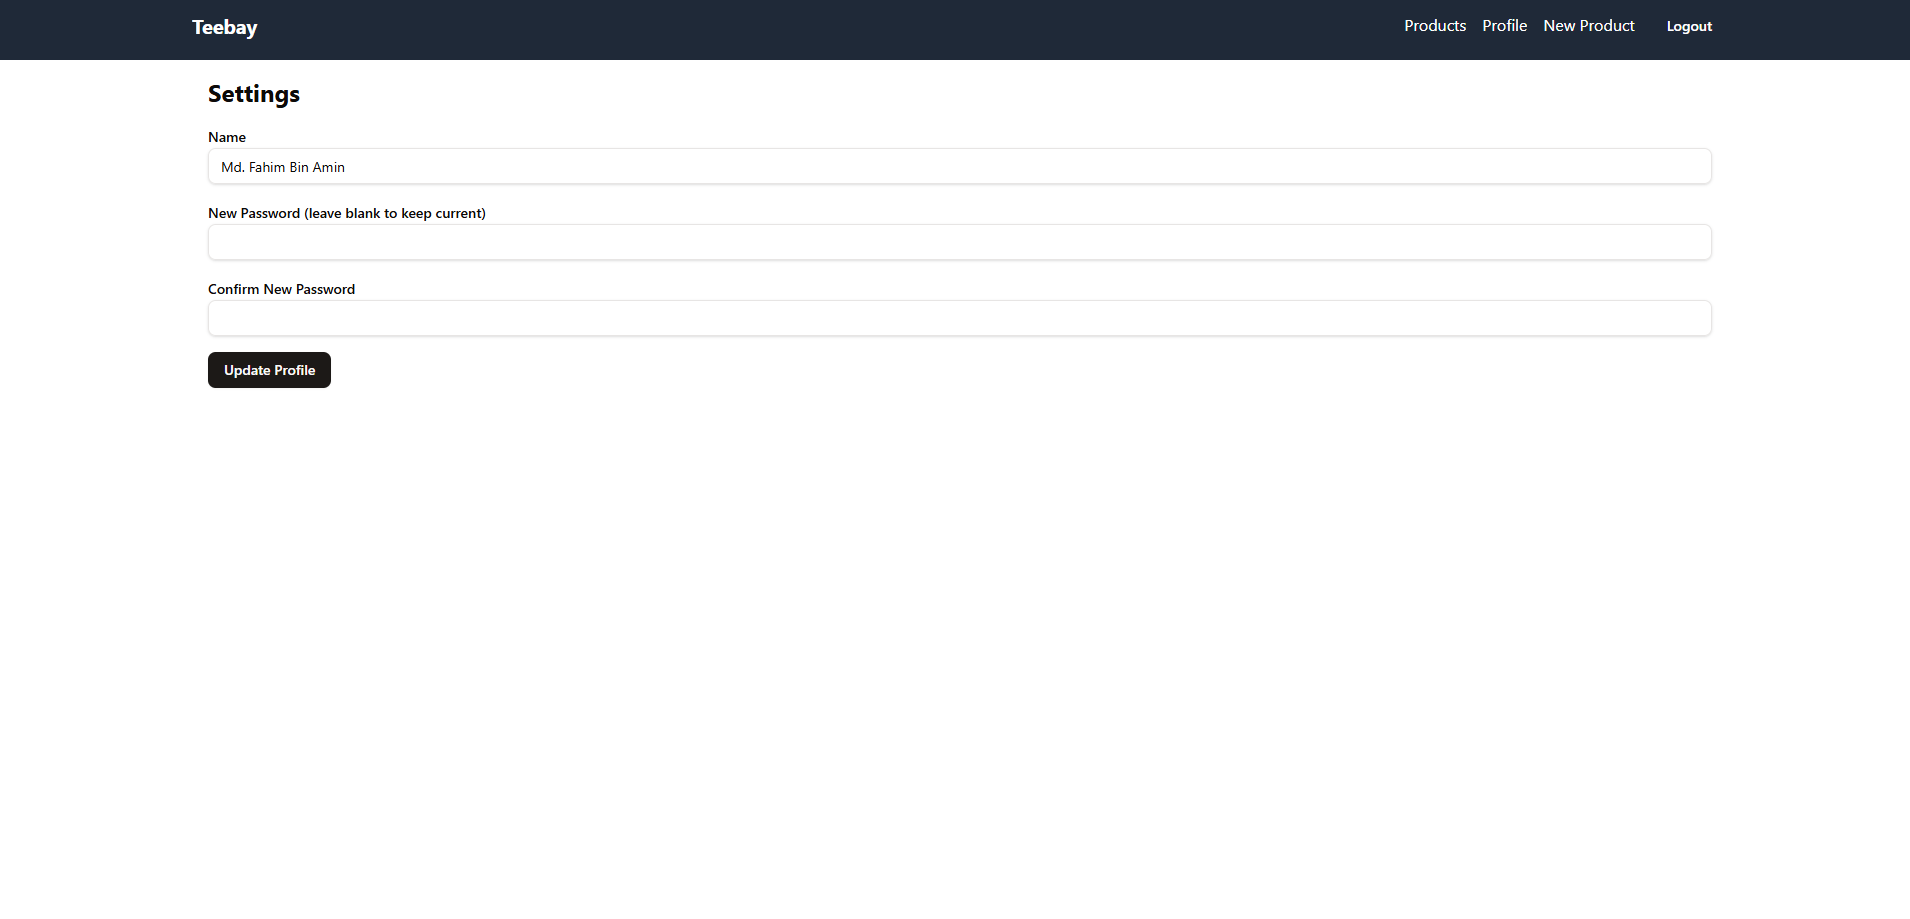 Teebay
Products Profile New Product Logout
Settings
Name
Md. Fahim Bin Amin
New Password (leave blank to keep current)
Confirm New Password
Update Profile